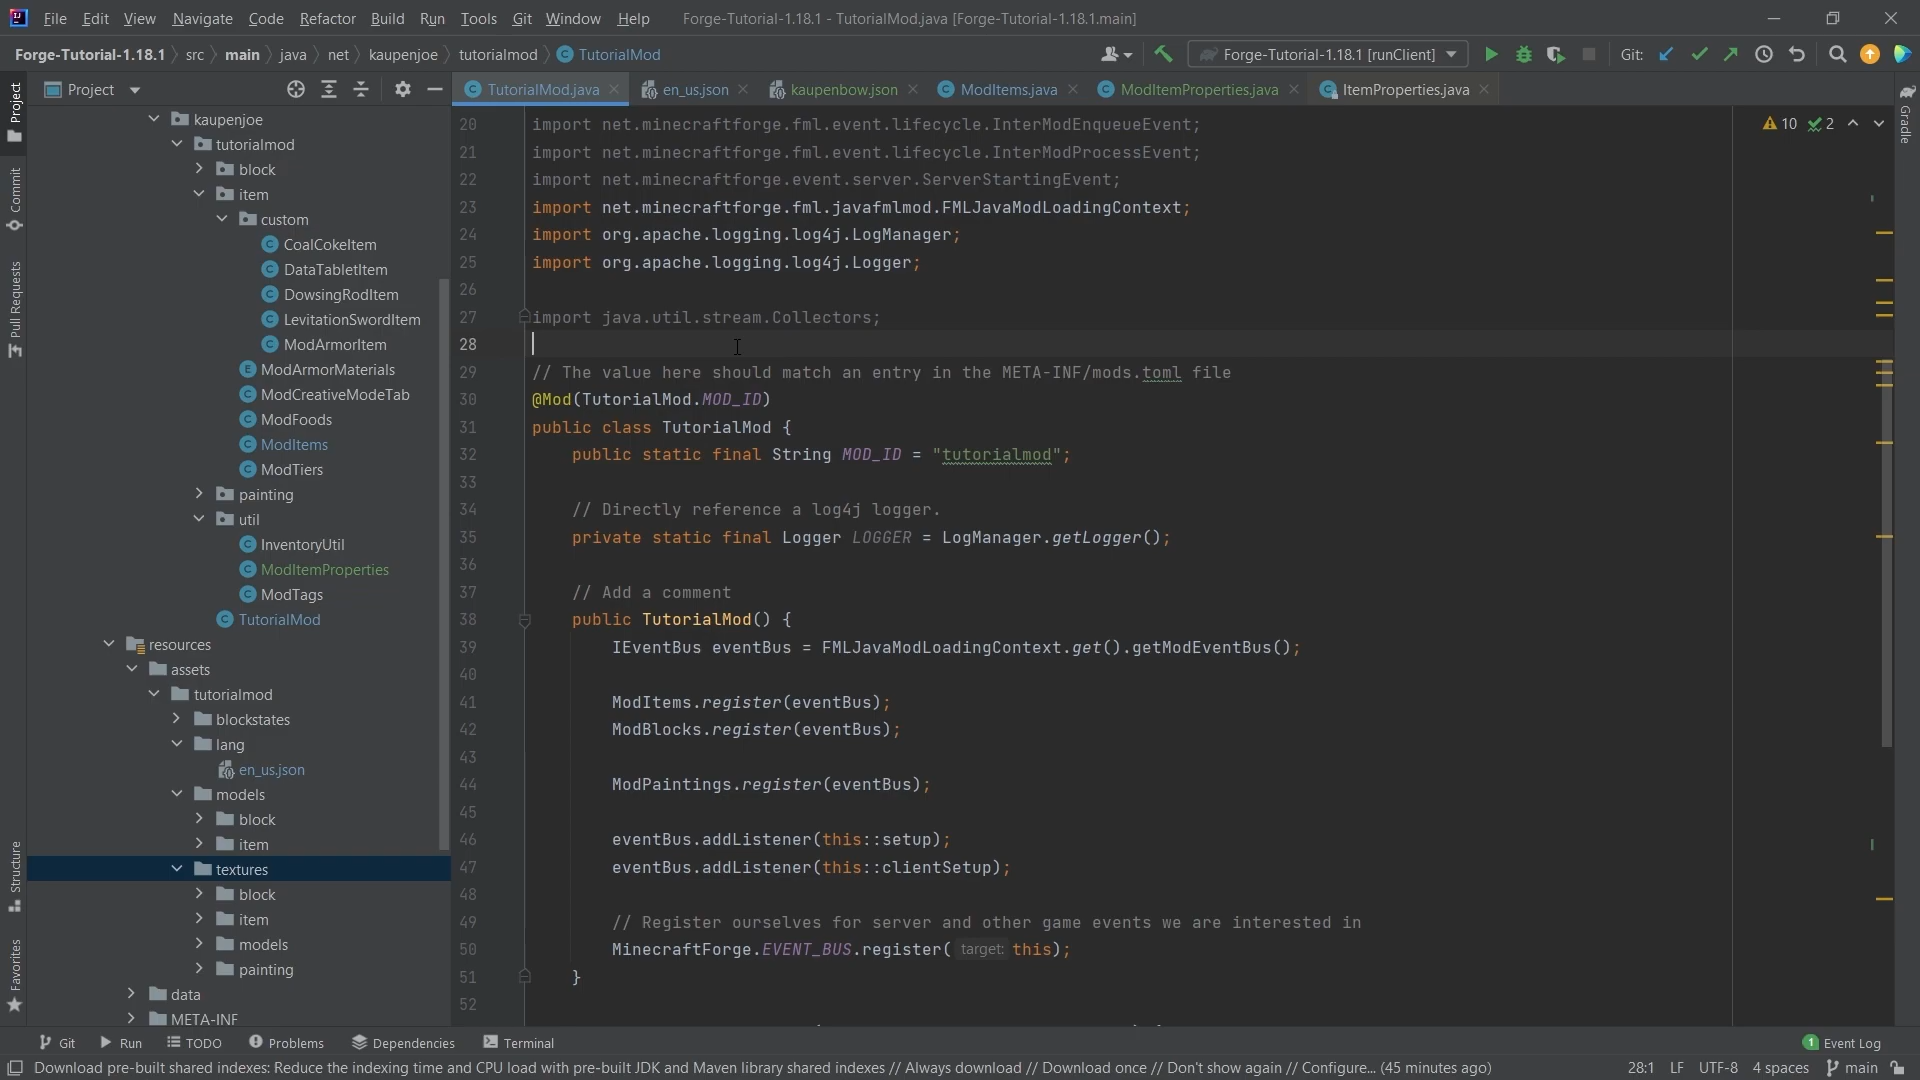 File Edit View Navigate Code Refactor Build Run Tools Git Window Help Forge-Tutorial-1.18.1 - TutorialMod.java [Forge-Tutorial-1.18.1.main]
Forge-Tutorial-1.18.1 src main java net kaupenjoe tutorialmod TutorialMod Forge-Tutorial-1.18.1 [runClient] Git:
Project
TutorialMod.java en_us.json kaupenbow.json ModItems.java ModItemProperties.java ItemProperties.java
10 2
Project
Commit
Pull Requests
Structure
Favorites
Gradle
kaupenjoe
tutorialmod
block
item
custom
CoalCokeItem
DataTabletItem
DowsingRodItem
LevitationSwordItem
ModArmorItem
ModArmorMaterials
ModCreativeModeTab
ModFoods
ModItems
ModTiers
painting
util
InventoryUtil
ModItemProperties
ModTags
TutorialMod
resources
assets
tutorialmod
blockstates
lang
en_us.json
models
block
item
textures
block
item
models
painting
data
META-INF
20 import net.minecraftforge.fml.event.lifecycle.InterModEnqueueEvent;
21 import net.minecraftforge.fml.event.lifecycle.InterModProcessEvent;
22 import net.minecraftforge.event.server.ServerStartingEvent;
23 import net.minecraftforge.fml.javafmlmod.FMLJavaModLoadingContext;
24 import org.apache.logging.log4j.LogManager;
25 import org.apache.logging.log4j.Logger;
26
27 import java.util.stream.Collectors;
28
29 // The value here should match an entry in the META-INF/mods.toml file
30 @Mod(TutorialMod.MOD_ID)
31 public class TutorialMod {
32 public static final String MOD_ID = "tutorialmod";
33
34 // Directly reference a log4j logger.
35 private static final Logger LOGGER = LogManager.getLogger();
36
37 // Add a comment
38 public TutorialMod() {
39 IEventBus eventBus = FMLJavaModLoadingContext.get().getModEventBus();
40
41 ModItems.register(eventBus);
42 ModBlocks.register(eventBus);
43
44 ModPaintings.register(eventBus);
45
46 eventBus.addListener(this::setup);
47 eventBus.addListener(this::clientSetup);
48
49 // Register ourselves for server and other game events we are interested in
50 MinecraftForge.EVENT_BUS.register( target: this);
51 }
52
Git Run TODO Problems Dependencies Terminal 1 Event Log
Download pre-built shared indexes: Reduce the indexing time and CPU load with pre-built JDK and Maven library shared indexes // Always download // Download once // Don't show again // Configure... (45 minutes ago) 28:1 LF UTF-8 4 spaces main